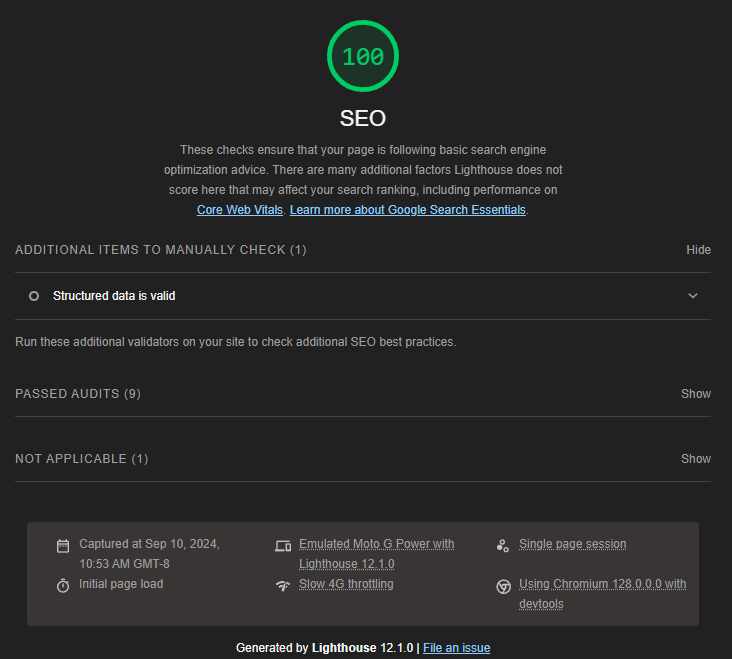 100
SEO
These checks ensure that your page is following basic search engine
optimization advice. There are many additional factors Lighthouse does not
score here that may affect your search ranking, including performance on
Core Web Vitals. Learn more about Google Search Essentials.
ADDITIONAL ITEMS TO MANUALLY CHECK (1) Hide
Structured data is valid
Run these additional validators on your site to check additional SEO best practices.
PASSED AUDITS (9) Show
NOT APPLICABLE (1) Show
Captured at Sep 10, 2024,
10:53 AM GMT-8
Emulated Moto G Power with
Lighthouse 12.1.0
Single page session
Initial page load
Slow 4G throttling
Using Chromium 128.0.0.0 with
devtools
Generated by Lighthouse 12.1.0 | File an issue